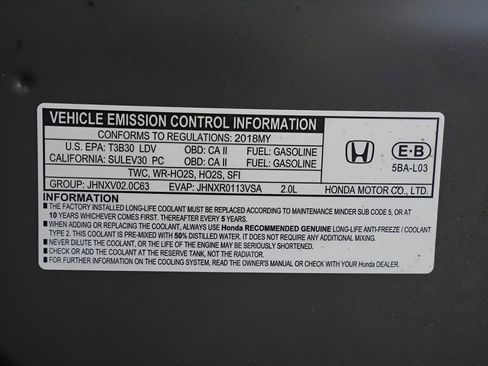 VEHICLE EMISSION CONTROL INFORMATION
CONFORMS TO REGULATIONS: 2018MY
U.S. EPA: T3B30 LDV OBD: CA II FUEL: GASOLINE
CALIFORNIA: SULEV30 PC OBD: CA II FUEL: GASOLINE
TWC, WR-HO2S, HO2S, SFI
GROUP: JHNXV02.0C63 EVAP: JHNXR0113VSA 2.0L
E-B
5BA-L03
HONDA MOTOR CO., LTD.
INFORMATION
■ THE FACTORY INSTALLED LONG-LIFE COOLANT MUST BE REPLACED ACCORDING TO MAINTENANCE MINDER SUB CODE 5, OR AT
10 YEARS WHICHEVER COMES FIRST. THEREAFTER EVERY 5 YEARS.
■ WHEN ADDING OR REPLACING THE COOLANT, ALWAYS USE Honda RECOMMENDED GENUINE LONG-LIFE ANTI-FREEZE / COOLANT
TYPE 2. THIS COOLANT IS PRE-MIXED WITH 50% DISTILLED WATER. IT DOES NOT REQUIRE ANY ADDITIONAL MIXING.
■ NEVER DILUTE THE COOLANT, OR THE LIFE OF THE ENGINE MAY BE SERIOUSLY SHORTENED.
■ CHECK OR ADD THE COOLANT AT THE RESERVE TANK, NOT THE RADIATOR.
■ FOR FURTHER INFORMATION ON THE COOLING SYSTEM, READ THE OWNER'S MANUAL OR CHECK WITH YOUR Honda DEALER.